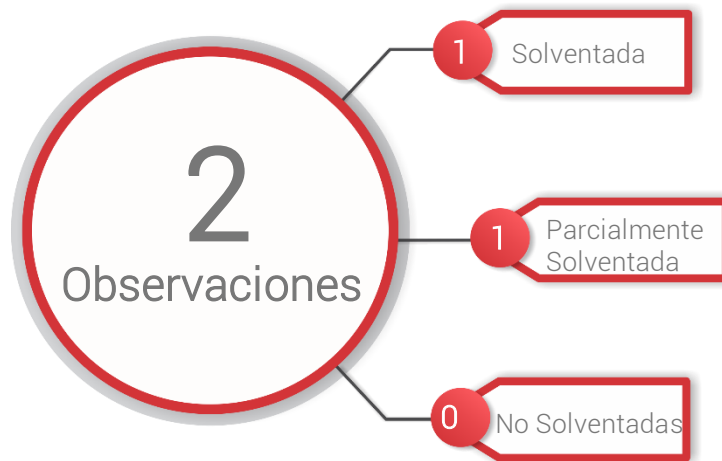 1
Solventada
2
Observaciones
1
Parcialmente
Solventada
0
No Solventadas